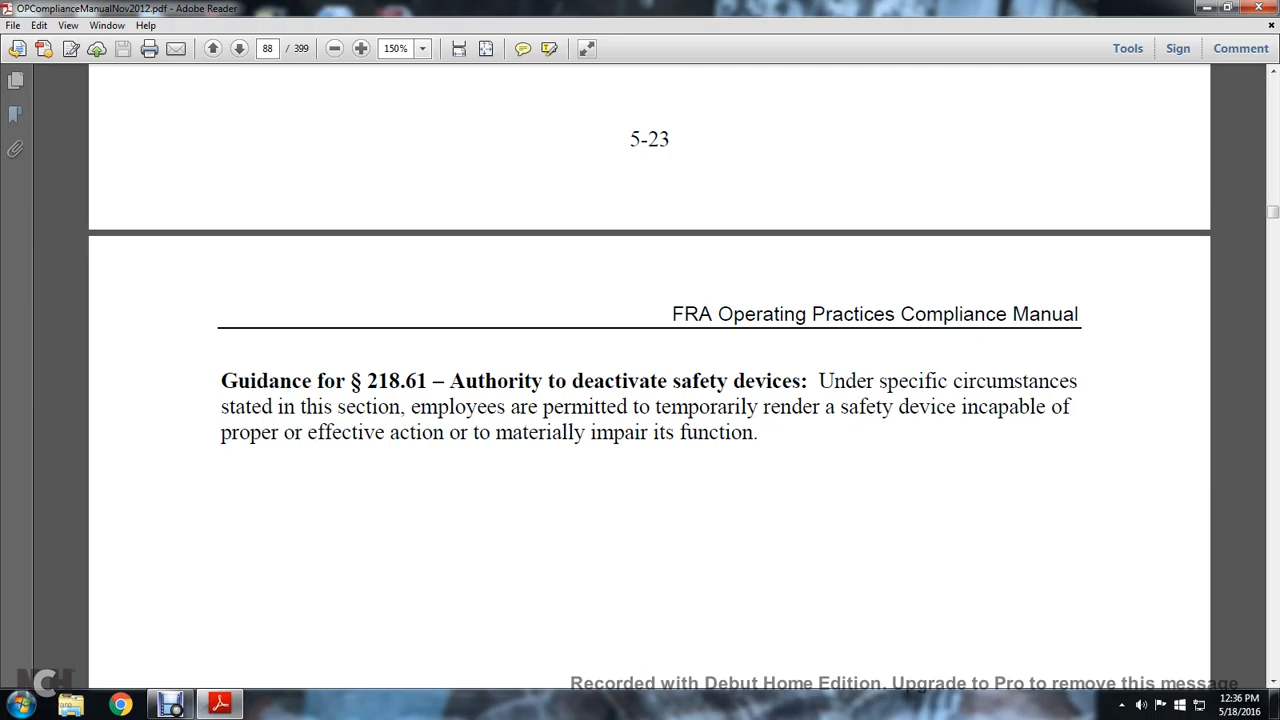 OPComplianceManualNov2012.pdf - Adobe Reader
File Edit View Window Help
88 / 399 150% Tools Sign Comment
5-23
FRA Operating Practices Compliance Manual
Guidance for § 218.61 – Authority to deactivate safety devices: Under specific circumstances
stated in this section, employees are permitted to temporarily render a safety device incapable of
proper or effective action or to materially impair its function.
NCH
Recorded with Debut Home Edition. Upgrade to Pro to remove this message
12:36 PM
5/18/2016